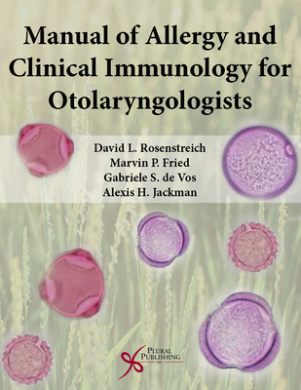 Manual of Allergy and
Clinical Immunology for
Otolaryngologists
David L. Rosenstreich
Marvin P. Fried
Gabriele S. de Vos
Alexis H. Jackman
PLURAL
PUBLISHING